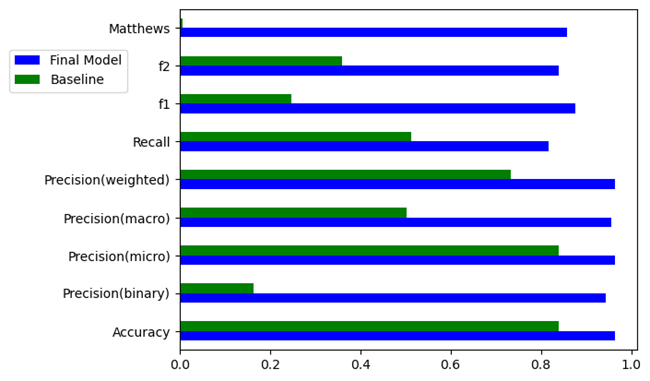 Matthews
Final Model
Baseline
f2
f1
Recall
Precision(weighted)
Precision(macro)
Precision(micro)
Precision(binary)
Accuracy
0.0 0.2 0.4 0.6 0.8 1.0